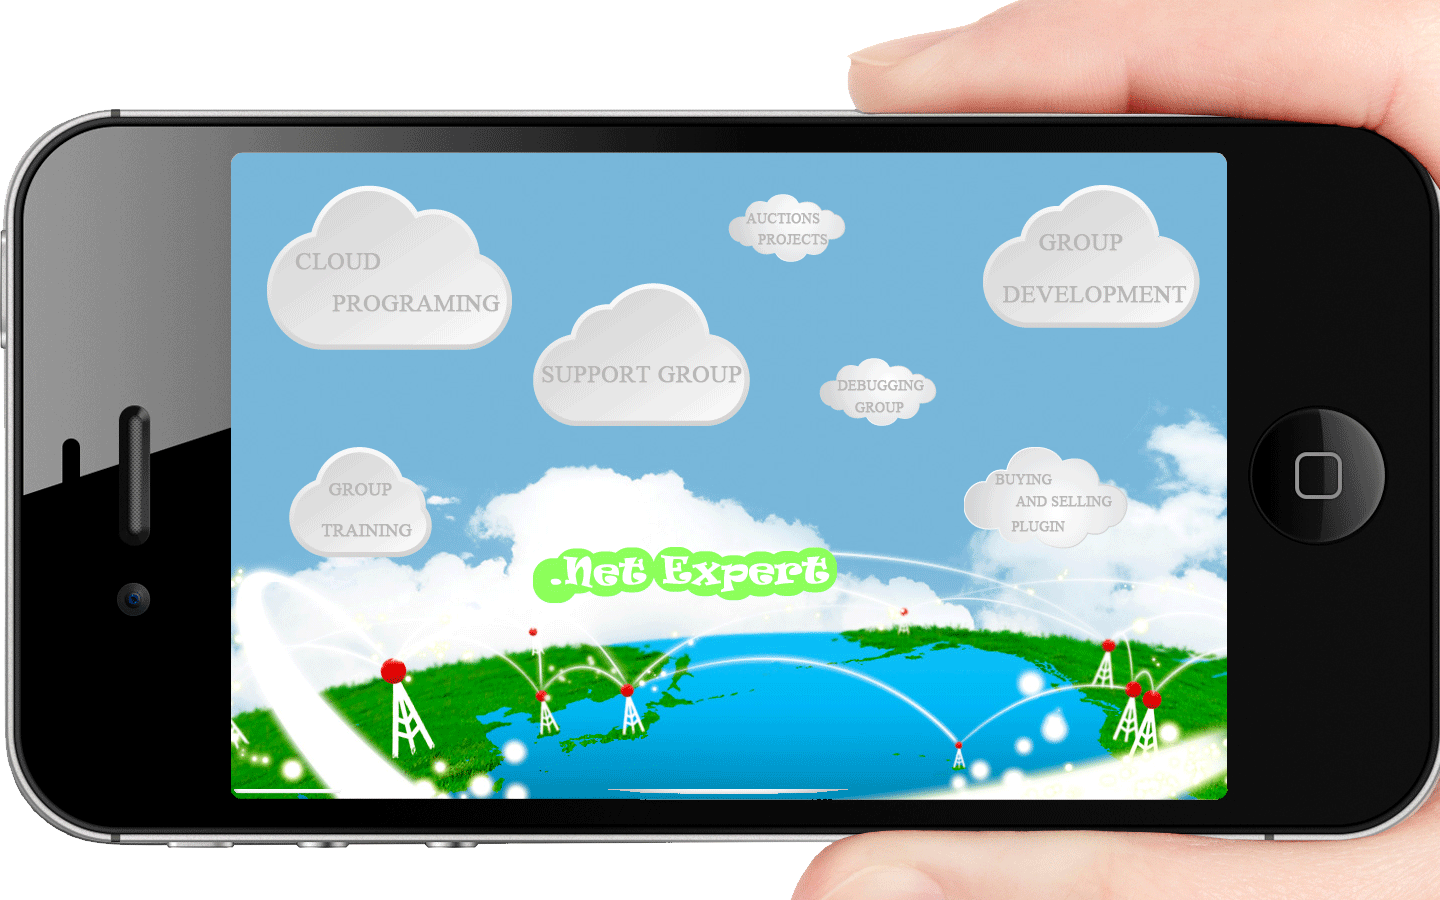 CLOUD
PROGRAMING
AUCTIONS
PROJECTS
GROUP
DEVELOPMENT
SUPPORT GROUP
DEBUGGING
GROUP
GROUP
TRAINING
BUYING
AND SELLING
PLUGIN
.Net Expert